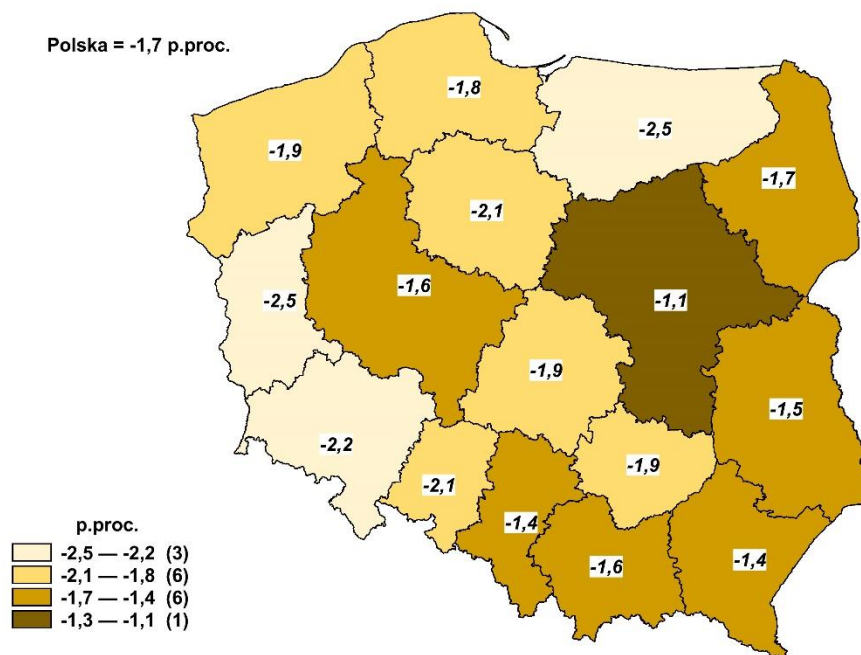 Polska = -1,7 p.proc.
-1,8
-2,5
-1,9
-1,7
-2,1
-1,6
-2,5
-1,1
-1,9
-1,5
-2,2
-1,9
-2,1
-1,4
-1,6
-1,4
p.proc.
-2,5 — -2,2 (3)
-2,1 — -1,8 (6)
-1,7 — -1,4 (6)
-1,3 — -1,1 (1)